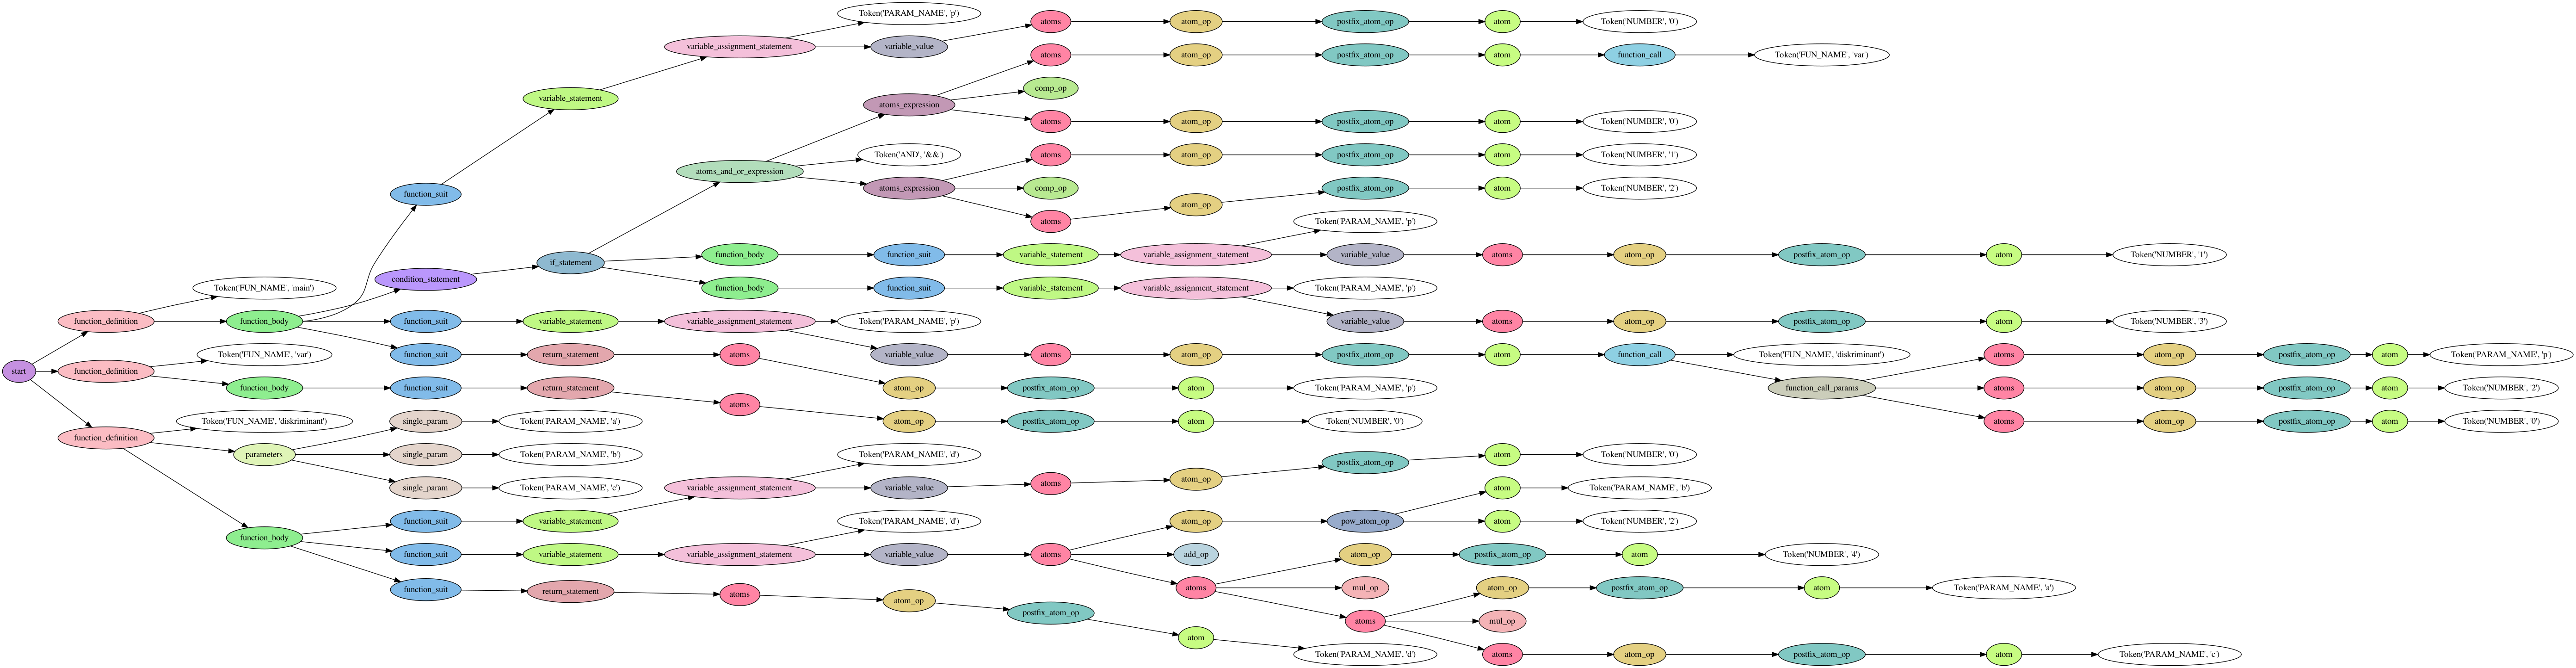 Token('PARAM_NAME', 'p')
atoms
atom_op
postfix_atom_op
atom
Token('NUMBER', '0')
variable_assignment_statement
variable_value
atoms
atom_op
postfix_atom_op
atom
function_call
Token('FUN_NAME', 'var')
comp_op
variable_statement
atoms_expression
atoms
atom_op
postfix_atom_op
atom
Token('NUMBER', '0')
Token('AND', '&&')
atoms
atom_op
postfix_atom_op
atom
Token('NUMBER', '1')
atoms_and_or_expression
function_suit
atoms_expression
comp_op
postfix_atom_op
atom
Token('NUMBER', '2')
atom_op
atoms
Token('PARAM_NAME', 'p')
if_statement
function_body
function_suit
variable_statement
variable_assignment_statement
variable_value
atoms
atom_op
postfix_atom_op
atom
Token('NUMBER', '1')
condition_statement
Token('FUN_NAME', 'main')
function_body
function_suit
variable_statement
variable_assignment_statement
Token('PARAM_NAME', 'p')
function_definition
function_body
function_suit
variable_statement
variable_assignment_statement
Token('PARAM_NAME', 'p')
variable_value
atoms
atom_op
postfix_atom_op
atom
Token('NUMBER', '3')
Token('FUN_NAME', 'var')
function_suit
return_statement
atoms
variable_value
atoms
atom_op
postfix_atom_op
atom
function_call
Token('FUN_NAME', 'diskriminant')
atoms
atom_op
postfix_atom_op
atom
Token('PARAM_NAME', 'p')
start
function_definition
function_body
function_suit
return_statement
atom_op
postfix_atom_op
atom
Token('PARAM_NAME', 'p')
function_call_params
atoms
atom_op
postfix_atom_op
atom
Token('NUMBER', '2')
atoms
Token('FUN_NAME', 'diskriminant')
single_param
Token('PARAM_NAME', 'a')
atom_op
postfix_atom_op
atom
Token('NUMBER', '0')
atoms
atom_op
postfix_atom_op
atom
Token('NUMBER', '0')
function_definition
parameters
single_param
Token('PARAM_NAME', 'b')
Token('PARAM_NAME', 'd')
postfix_atom_op
atom
Token('NUMBER', '0')
single_param
Token('PARAM_NAME', 'c')
variable_assignment_statement
variable_value
atoms
atom_op
atom
Token('PARAM_NAME', 'b')
function_suit
variable_statement
Token('PARAM_NAME', 'd')
atom_op
pow_atom_op
atom
Token('NUMBER', '2')
function_body
function_suit
variable_statement
variable_assignment_statement
variable_value
atoms
add_op
atom_op
postfix_atom_op
atom
Token('NUMBER', '4')
function_suit
return_statement
atoms
atoms
mul_op
atom_op
postfix_atom_op
atom
Token('PARAM_NAME', 'a')
atom_op
postfix_atom_op
atoms
mul_op
atom
Token('PARAM_NAME', 'd')
atoms
atom_op
postfix_atom_op
atom
Token('PARAM_NAME', 'c')